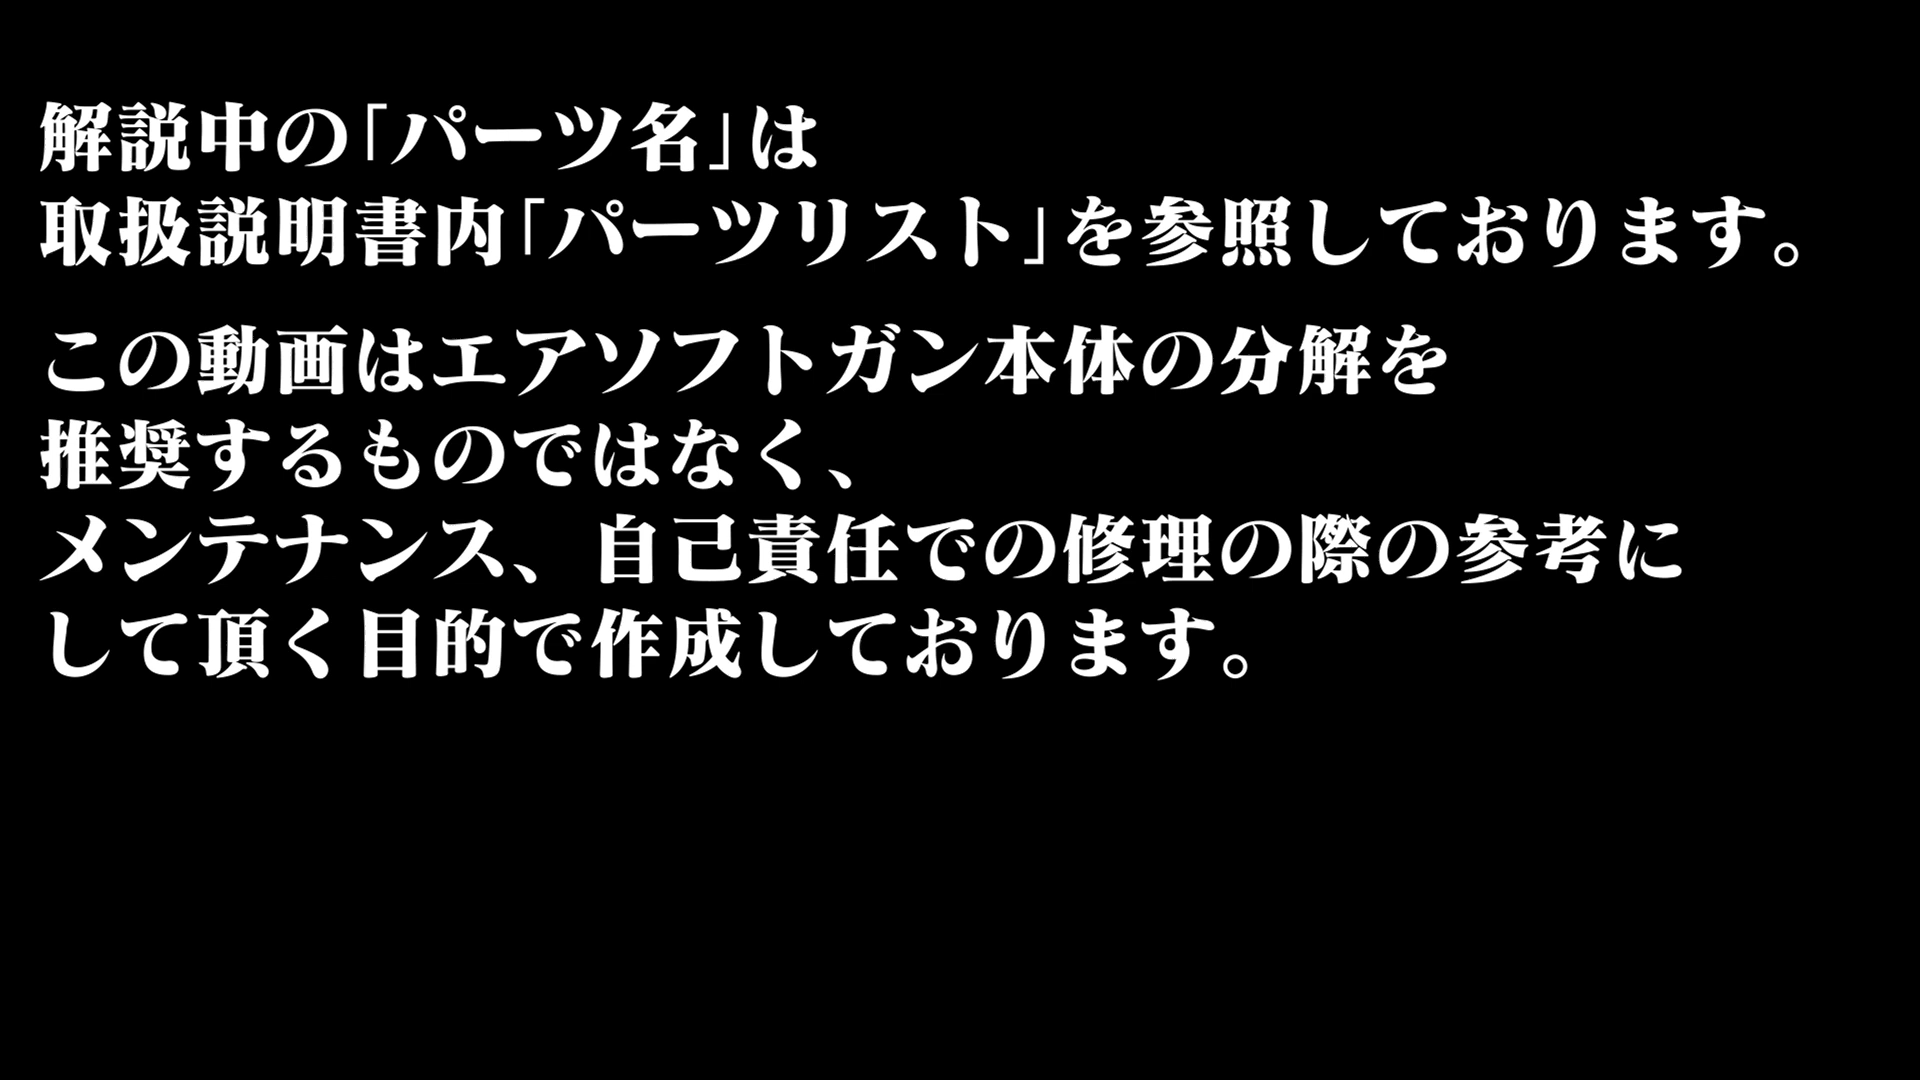 解説中の「パーツ名」は
取扱説明書内「パーツリスト」を参照しております。
この動画はエアソフトガン本体の分解を
推奨するものではなく、
メンテナンス、自己責任での修理の際の参考に
して頂く目的で作成しております。